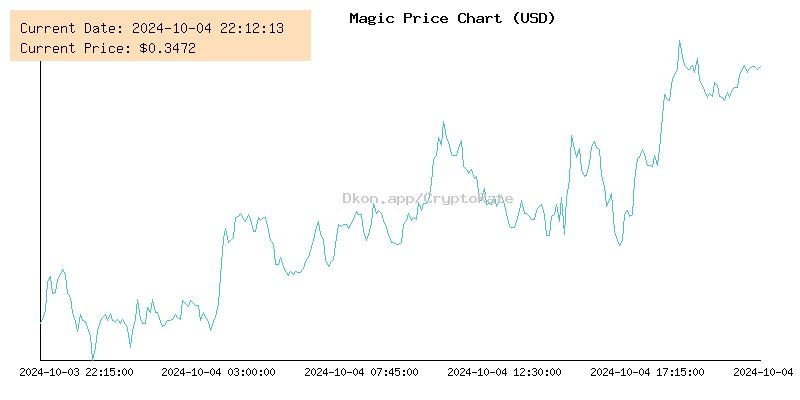 Magic Price Chart (USD)
Current Date: 2024-10-04 22:12:13
Current Price: $0.3472
Dkon.app/CryptoRate
2024-10-03 22:15:00 2024-10-04 03:00:00 2024-10-04 07:45:00 2024-10-04 12:30:00 2024-10-04 17:15:00 2024-10-04